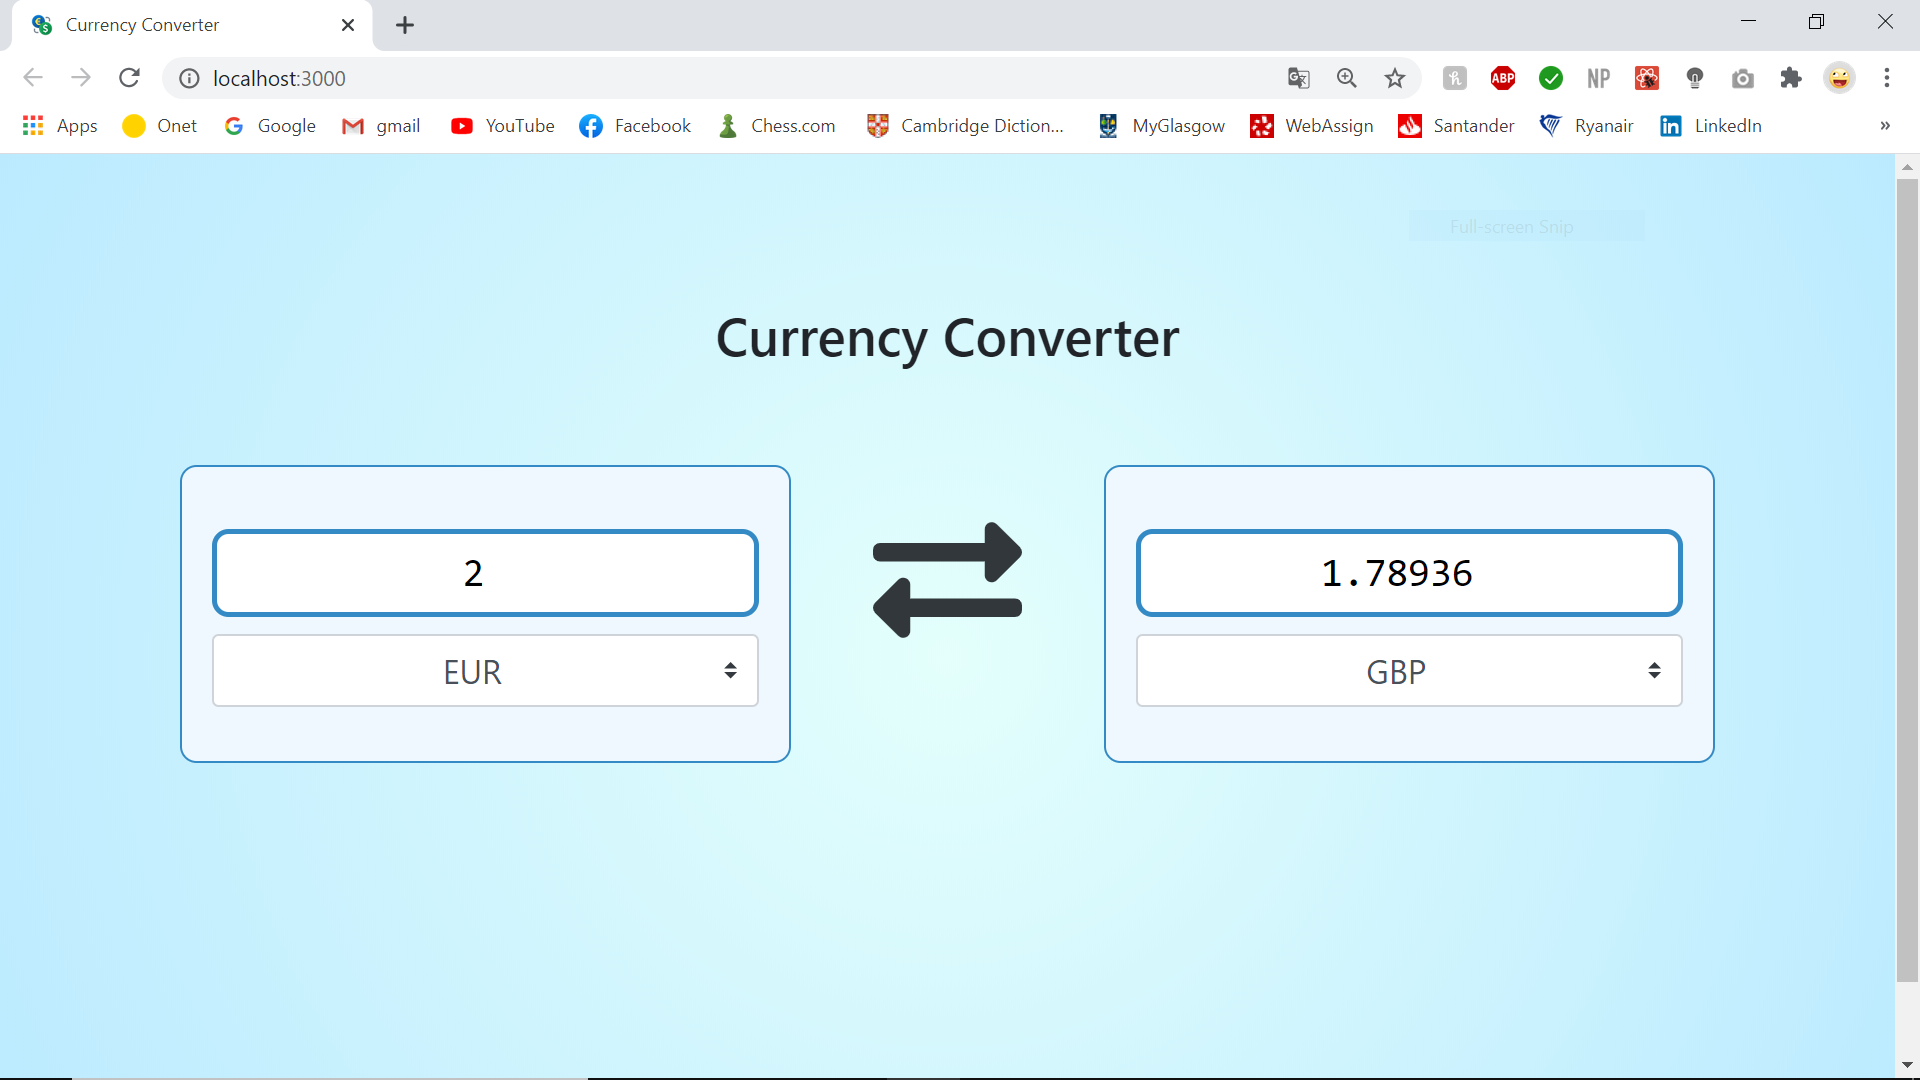 Currency Converter
localhost:3000
ABP
NP
Apps Onet Google gmail YouTube Facebook Chess.com Cambridge Diction... MyGlasgow WebAssign Santander Ryanair LinkedIn »
Full-screen Snip
Currency Converter
2 1.78936
EUR GBP